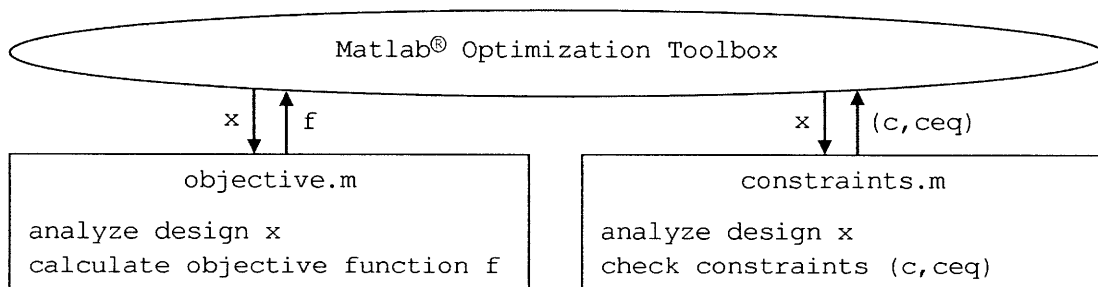 Matlab® Optimization Toolbox
x
f
x
(c,ceq)
objective.m
analyze design x
calculate objective function f
constraints.m
analyze design x
check constraints (c,ceq)